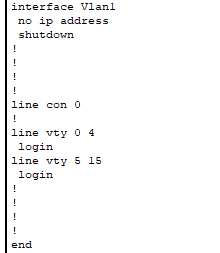 interface Vlan1
 no ip address
 shutdown
!
!
!
!
line con 0
!
line vty 0 4
 login
line vty 5 15
 login
!
!
!
!
end